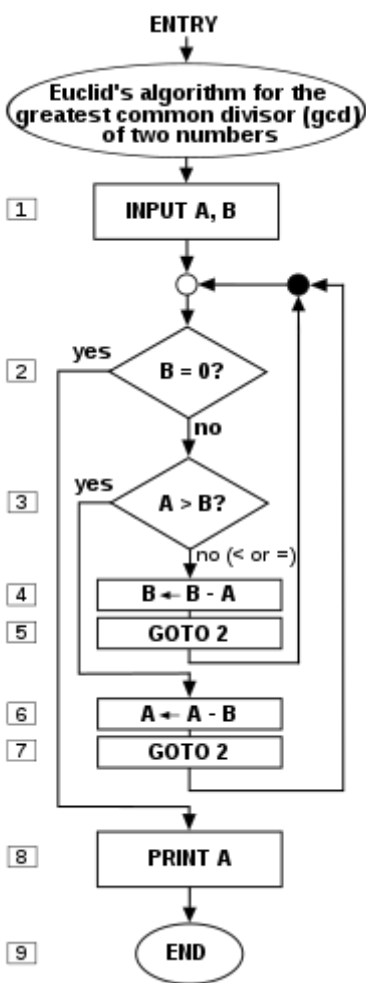 ENTRY
Euclid's algorithm for the
greatest common divisor (gcd)
of two numbers
1
INPUT A, B
yes
2
B = 0?
no
yes
3
A > B?
no (< or =)
4
B ← B - A
5
GOTO 2
6
A ← A - B
7
GOTO 2
8
PRINT A
9
END